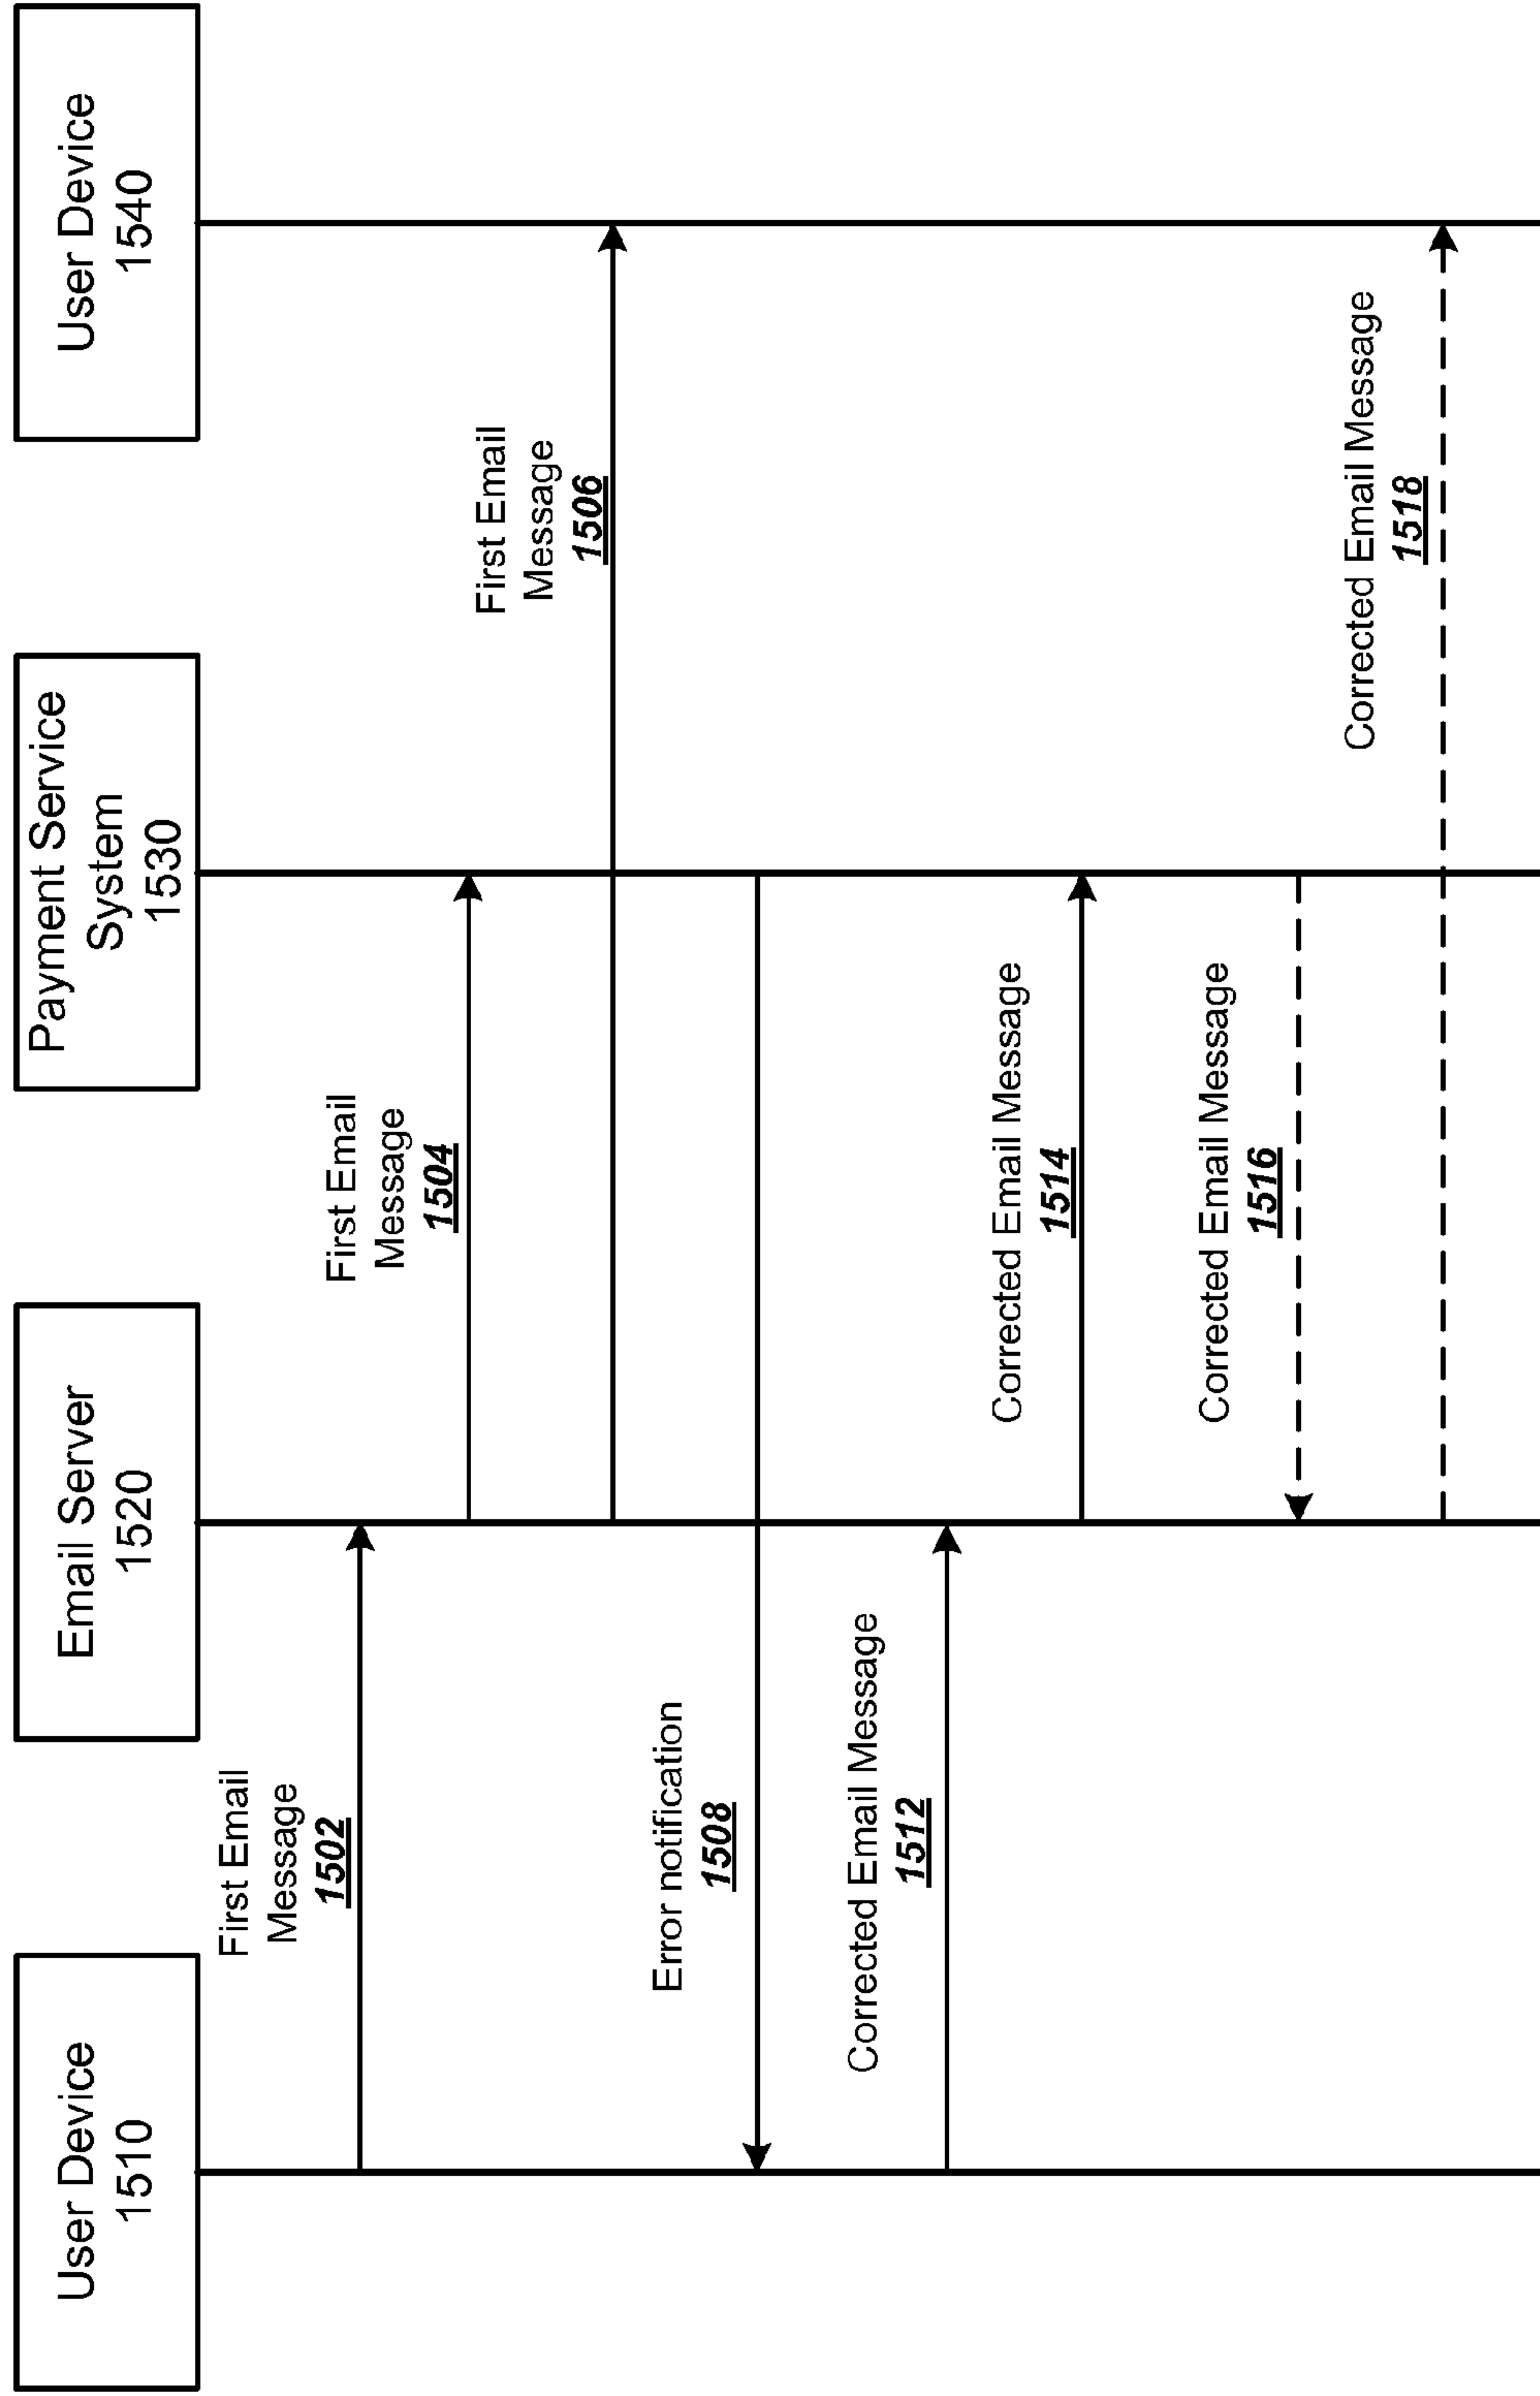 User Device
1510
Email Server
1520
Payment Service
System
1530
User Device
1540
First Email
Message
1502
First Email
Message
1504
First Email
Message
1506
Error notification
1508
Corrected Email Message
1512
Corrected Email Message
1514
Corrected Email Message
1516
Corrected Email Message
1518